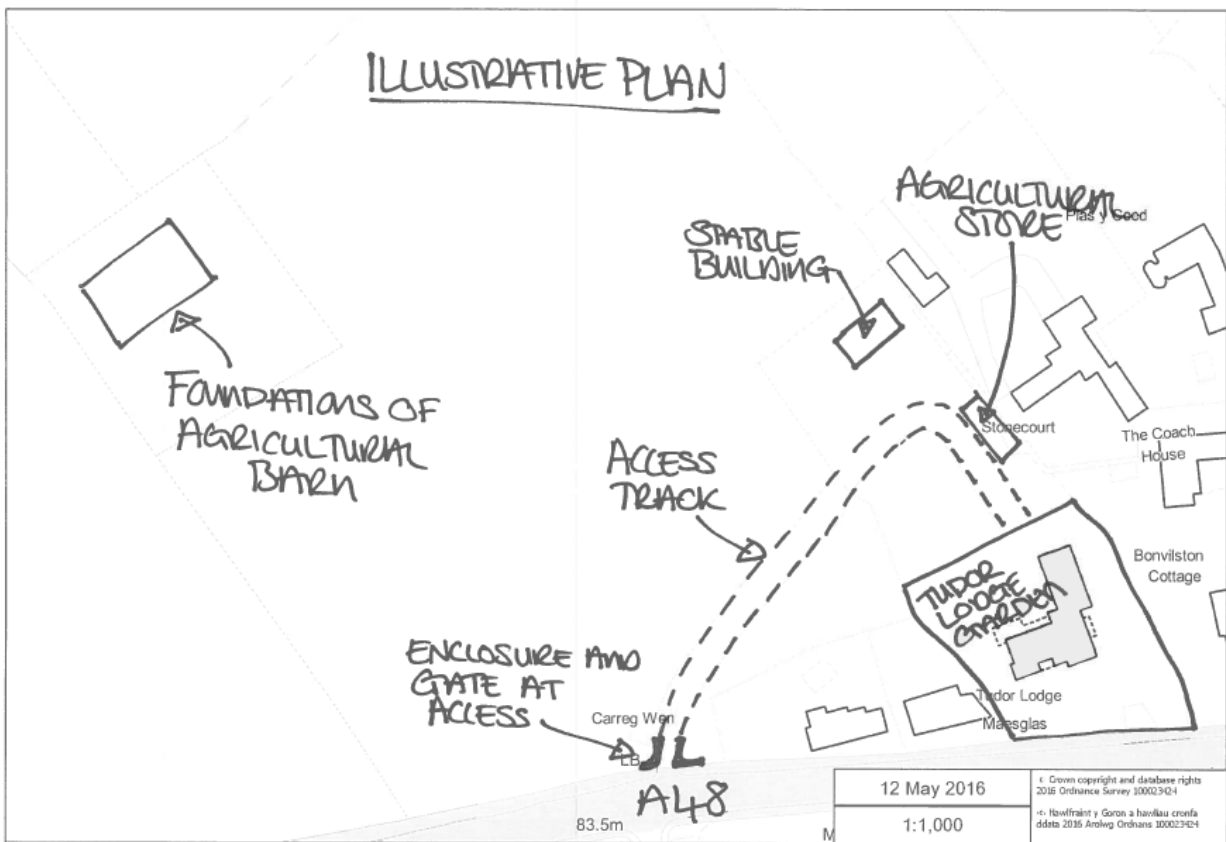 ILLUSTRATIVE PLAN
AGRICULTURAL
STORE
Plas y Coed
STABLE
BUILDING
FOUNDATIONS OF
AGRICULTURAL
BARN
Stonecourt
The Coach
House
ACCESS
TRACK
Bonvilston
Cottage
TUDOR
LODGE
GARDEN
ENCLOSURE AND
GATE AT
ACCESS
Carreg Wen
LB
Tudor Lodge
Maesglas
A48
83.5m
M
12 May 2016
1:1,000
© Crown copyright and database rights
2016 Ordnance Survey 100023424
© Hawlfraint y Goron a hawliau cronfa
ddata 2016 Arolwg Ordnans 100023424